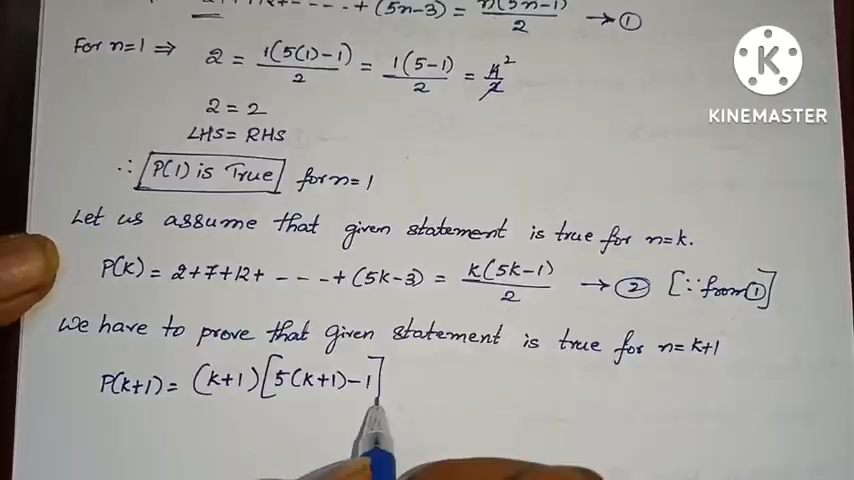 + (5n-3) = n(5n-1)/2 → ①
For n=1 ⇒ 2 = 1(5(1)-1)/2 = 1(5-1)/2 = 4/2 2
2 = 2
LHS = RHS
∴ P(1) is True for n=1
Let us assume that given statement is true for n=k.
P(k) = 2+7+12+ ---- + (5k-3) = k(5k-1)/2 → ② [∵ from ①]
We have to prove that given statement is true for n=k+1
P(k+1) = (k+1)[5(k+1)-1]
K
KINEMASTER